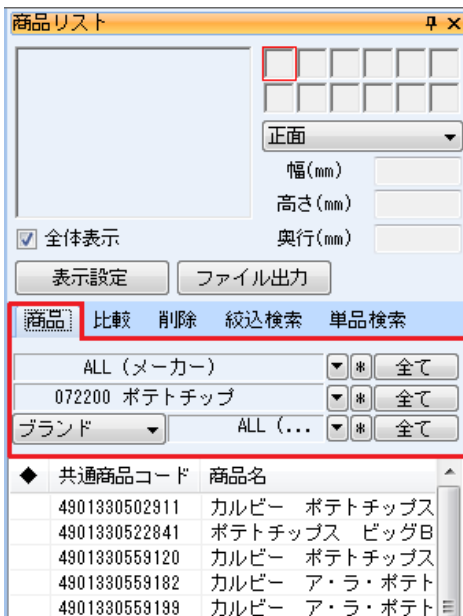 商品リスト
正面
幅(mm)
高さ(mm)
全体表示 奥行(mm)
表示設定 ファイル出力
商品 比較 削除 絞込検索 単品検索
ALL (メーカー) * 全て
072200 ポテトチップ * 全て
ブランド ALL (... * 全て
◆ 共通商品コード 商品名
4901330502911 カルビー ポテトチップス
4901330522841 ポテトチップス ビッグB
4901330559120 カルビー ポテトチップス
4901330559182 カルビー ア・ラ・ポテト
4901330559199 カルビー ア・ラ・ポテト